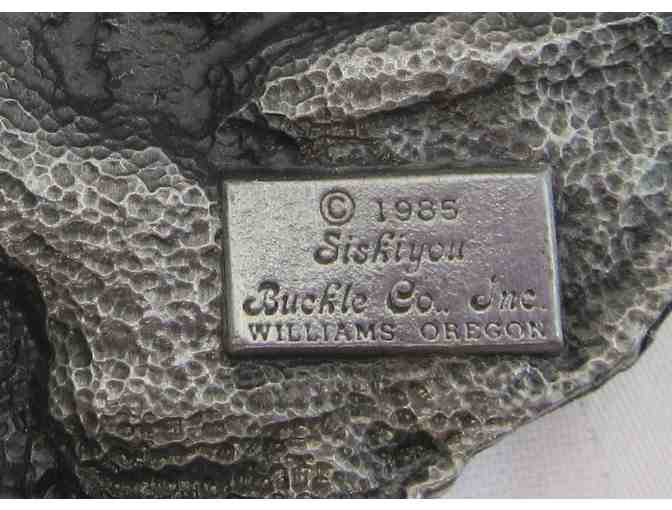 © 1985
Siskiyou
Buckle Co., Inc.
WILLIAMS OREGON